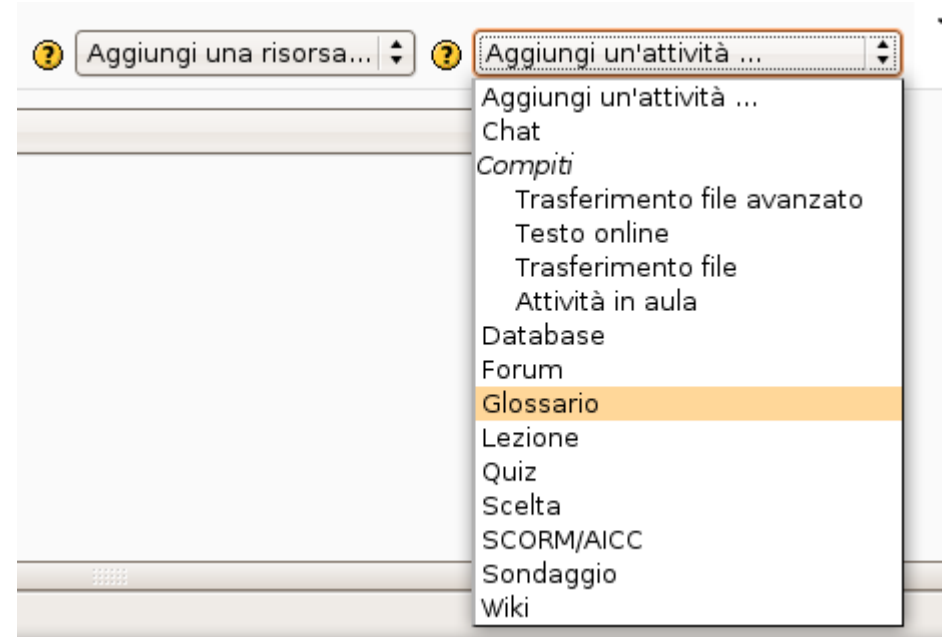 ? Aggiungi una risorsa... ? Aggiungi un'attività ...
Aggiungi un'attività ...
Chat
Compiti
Trasferimento file avanzato
Testo online
Trasferimento file
Attività in aula
Database
Forum
Glossario
Lezione
Quiz
Scelta
SCORM/AICC
Sondaggio
Wiki